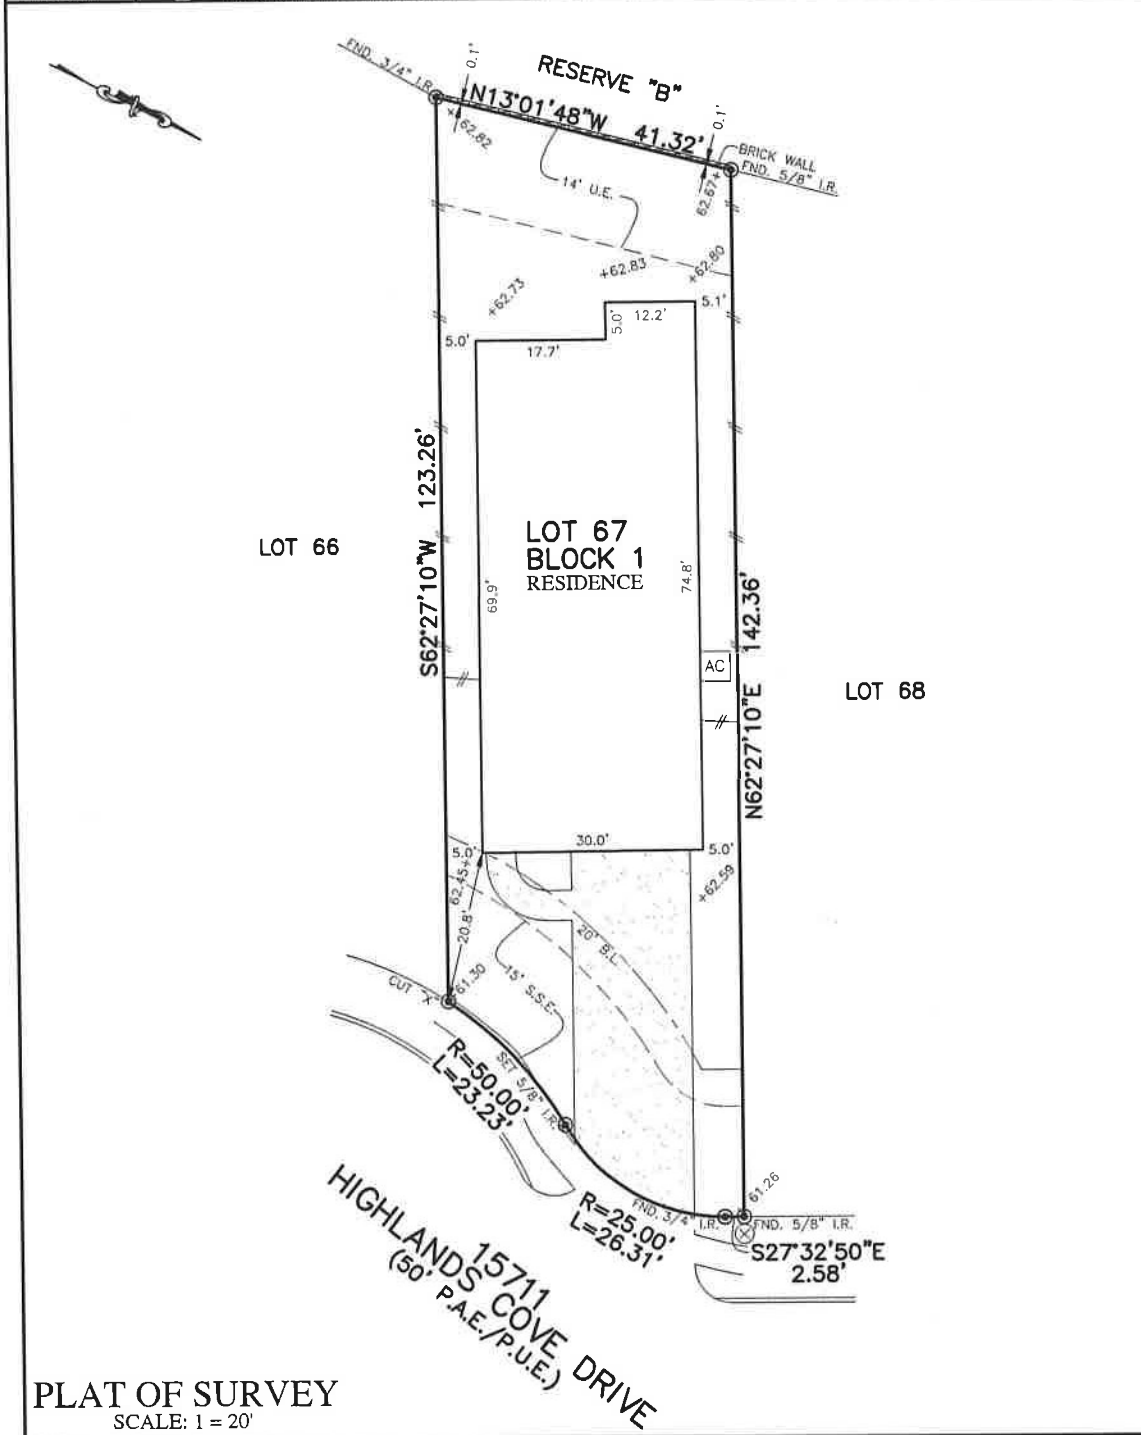 RESERVE "B"
FND. 3/4" I.R.
0.1'
N13°01'48"W 41.32'
0.1'
BRICK WALL
FND. 5/8" I.R.
+62.82
62.67+
14' U.E.
+62.80
+62.83
+62.73
5.1'
5.0'
12.2'
5.0'
17.7'
S62°27'10"W 123.26'
LOT 66
LOT 67
BLOCK 1
RESIDENCE
69.9'
74.8'
N62°27'10"E 142.36'
AC
LOT 68
30.0'
5.0'
5.0'
62.45+
+62.59
20.8'
20' B.L.
15' S.S.E.
CUT "X"
61.30
SET 5/8" I.R.
R=50.00'
L=23.23'
61.26
FND. 3/4" I.R.
R=25.00'
L=26.31'
FND. 5/8" I.R.
S27°32'50"E
2.58'
15711
HIGHLANDS COVE DRIVE
(50' P.A.E./P.U.E.)
PLAT OF SURVEY
SCALE: 1 = 20'